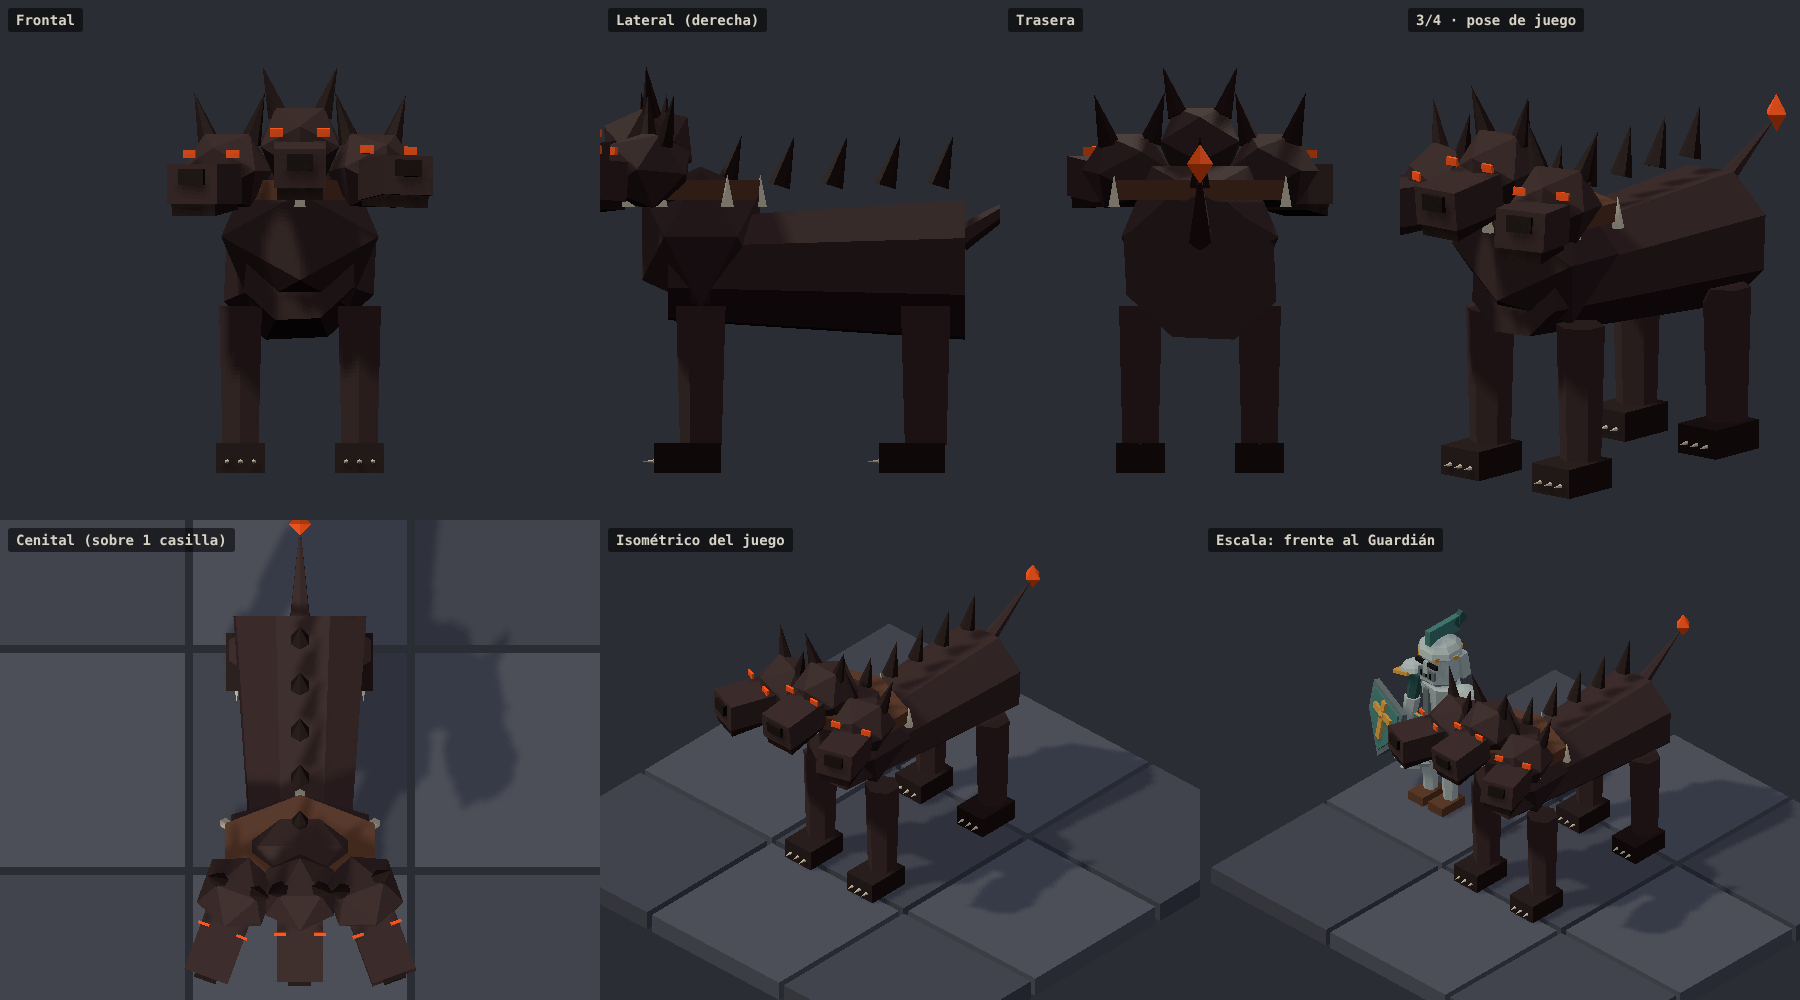 Frontal
Lateral (derecha)
Trasera
3/4 · pose de juego
Cenital (sobre 1 casilla)
Isométrico del juego
Escala: frente al Guardián